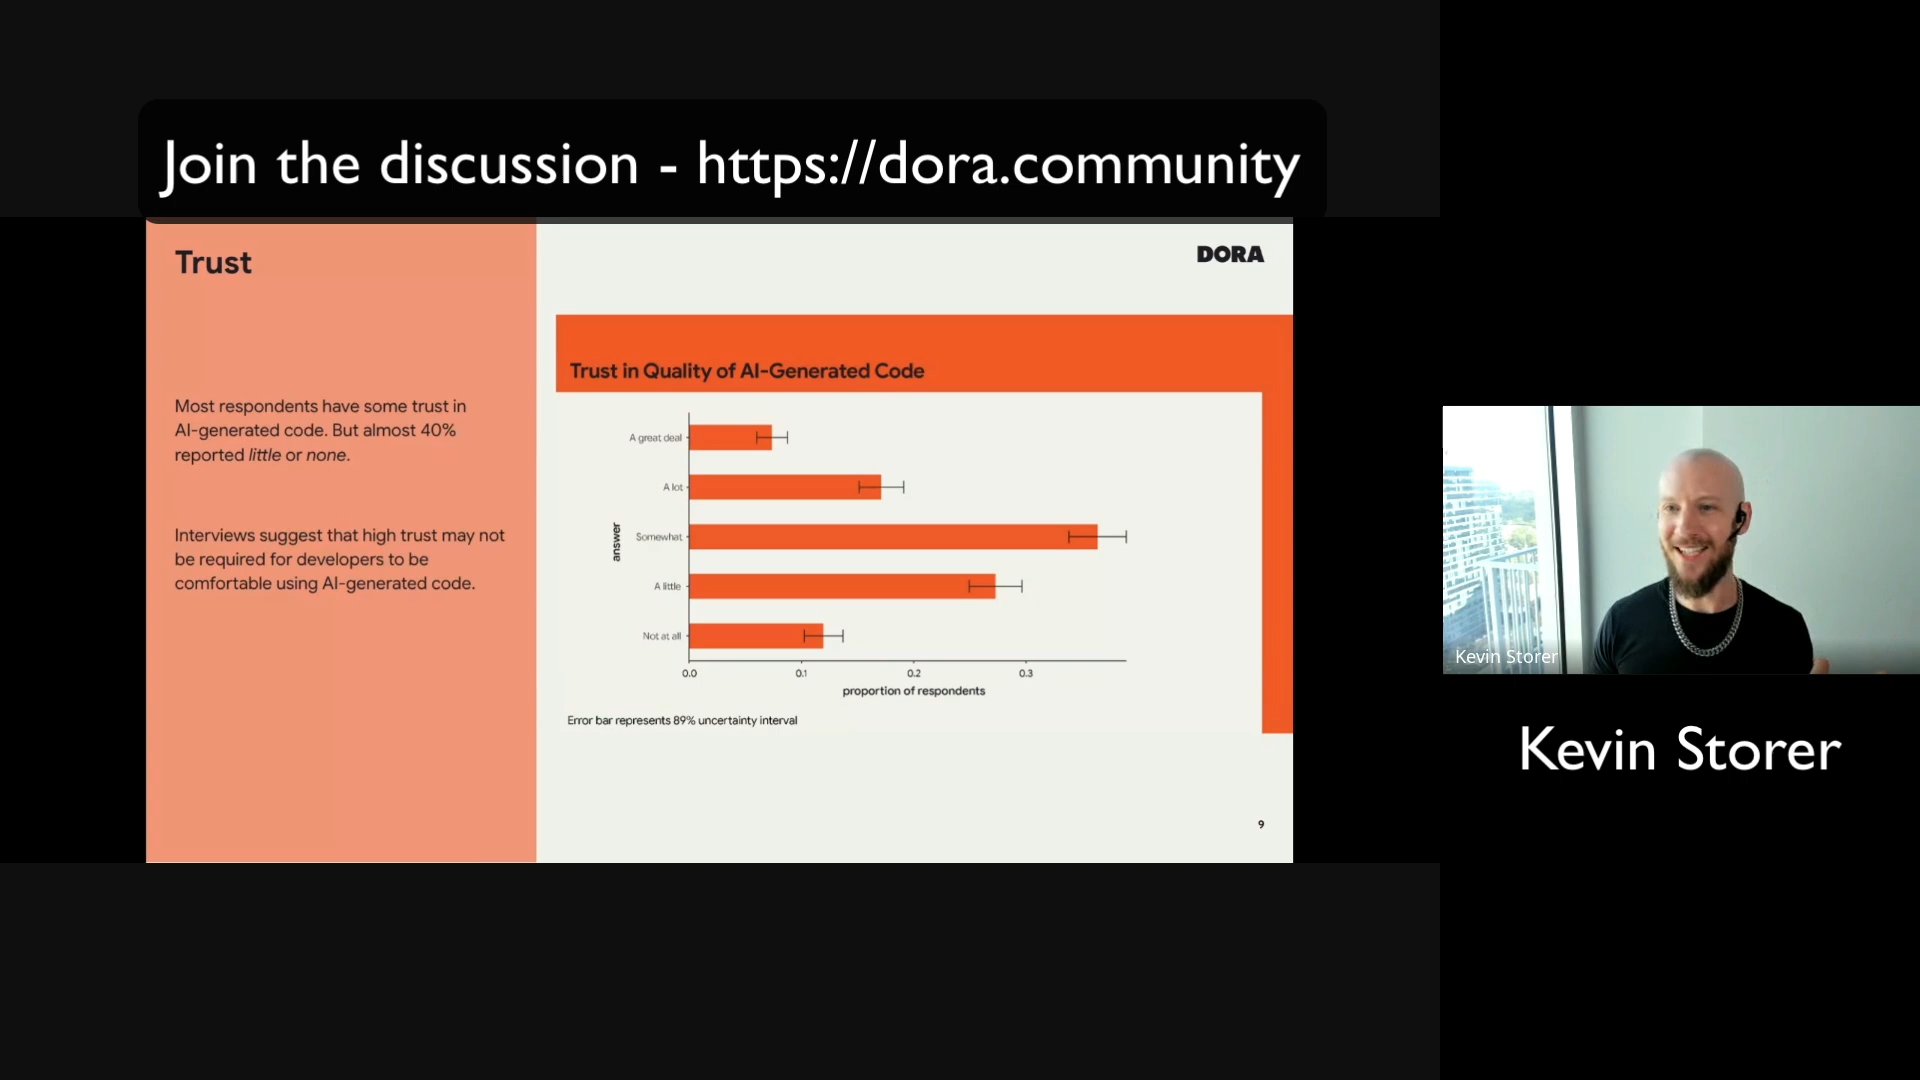 Join the discussion - https://dora.community
Trust
DORA
Most respondents have some trust in
AI-generated code. But almost 40%
reported little or none.
Interviews suggest that high trust may not
be required for developers to be
comfortable using AI-generated code.
Trust in Quality of AI-Generated Code
answer
A great deal
A lot
Somewhat
A little
Not at all
0.0 0.1 0.2 0.3
proportion of respondents
Error bar represents 89% uncertainty interval
9
Kevin Storer
Kevin Storer